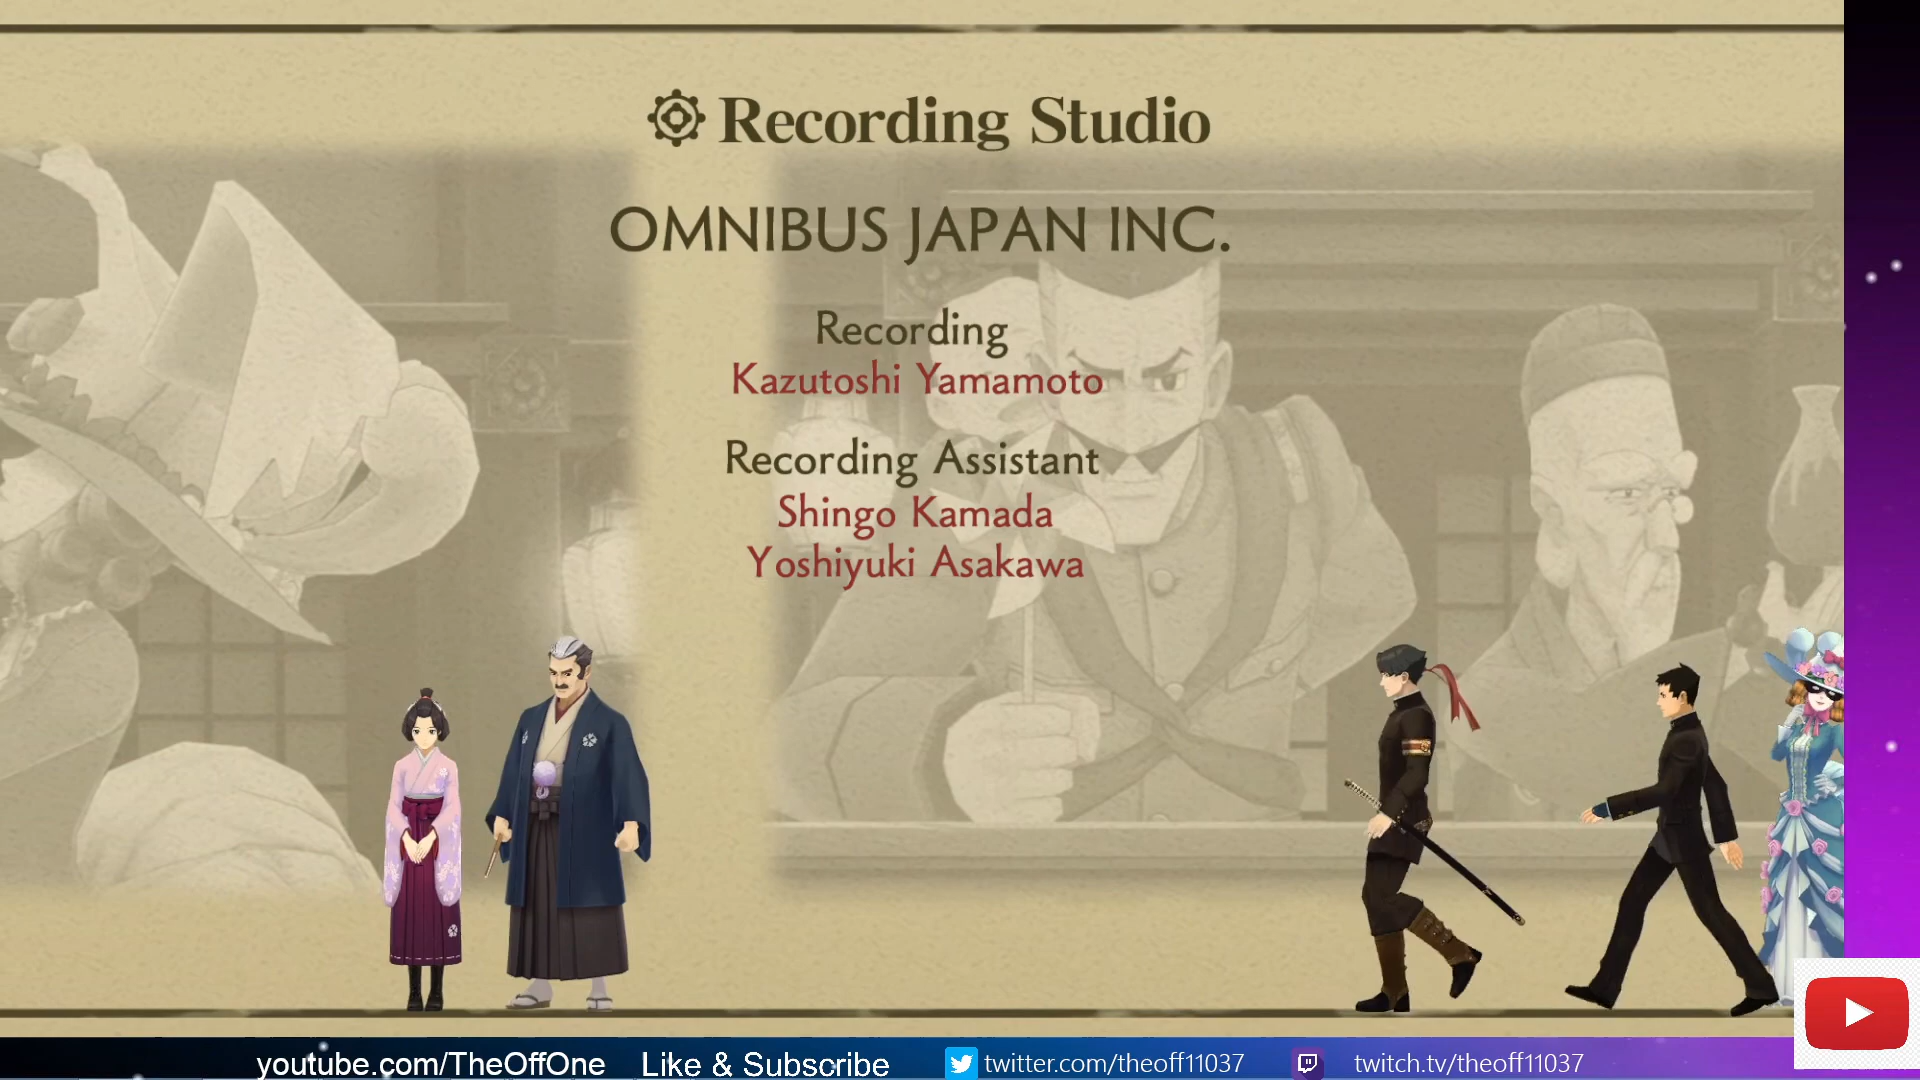 Recording Studio
OMNIBUS JAPAN INC.
Recording
Kazutoshi Yamamoto
Recording Assistant
Shingo Kamada
Yoshiyuki Asakawa
youtube.com/TheOffOne Like & Subscribe twitter.com/theoff11037 twitch.tv/theoff11037